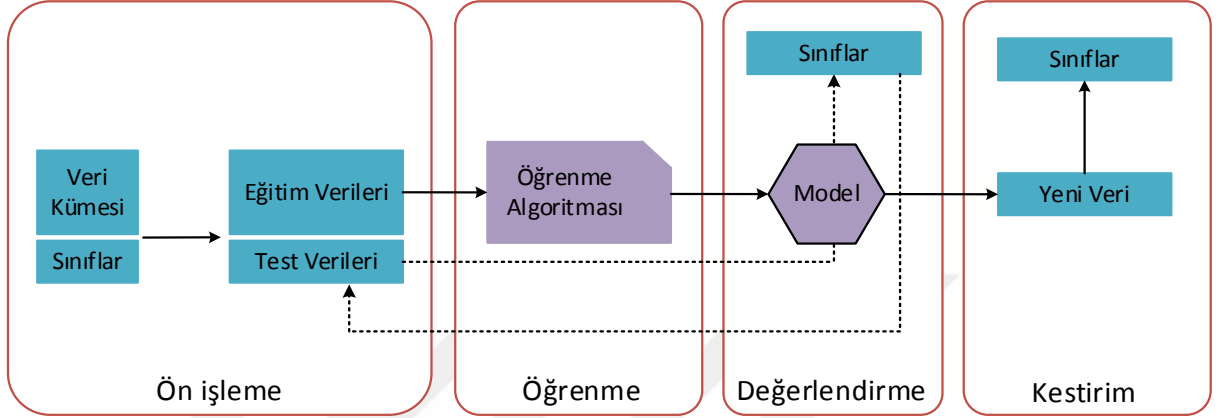 Veri
Kümesi
Sınıflar
Eğitim Verileri
Test Verileri
Ön işleme
Öğrenme
Algoritması
Öğrenme
Sınıflar
Model
Değerlendirme
Sınıflar
Yeni Veri
Kestirim